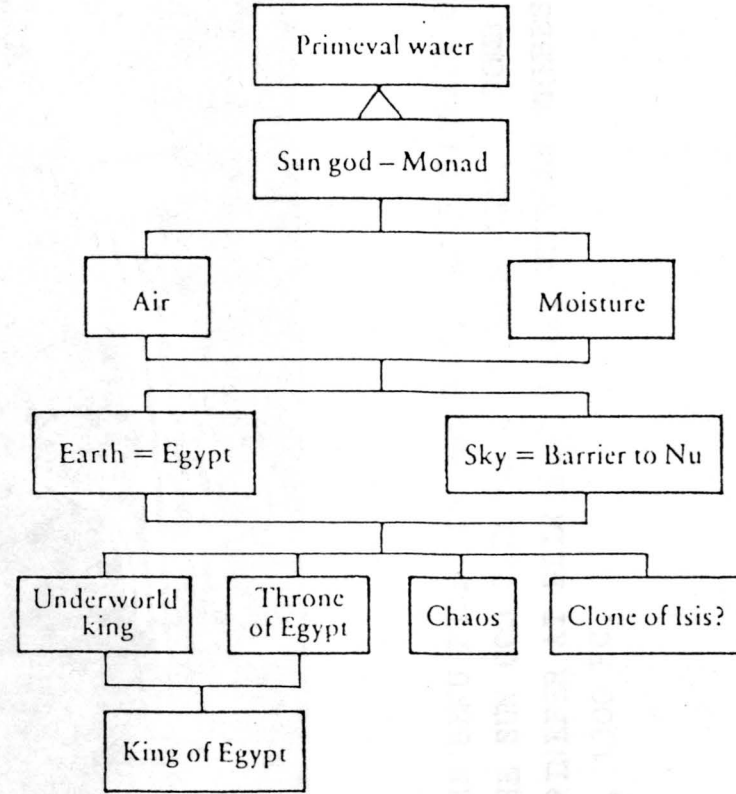 Primeval water
Sun god – Monad
Air
Moisture
Earth = Egypt
Sky = Barrier to Nu
Underworld
king
Throne
of Egypt
Chaos
Clone of Isis?
King of Egypt